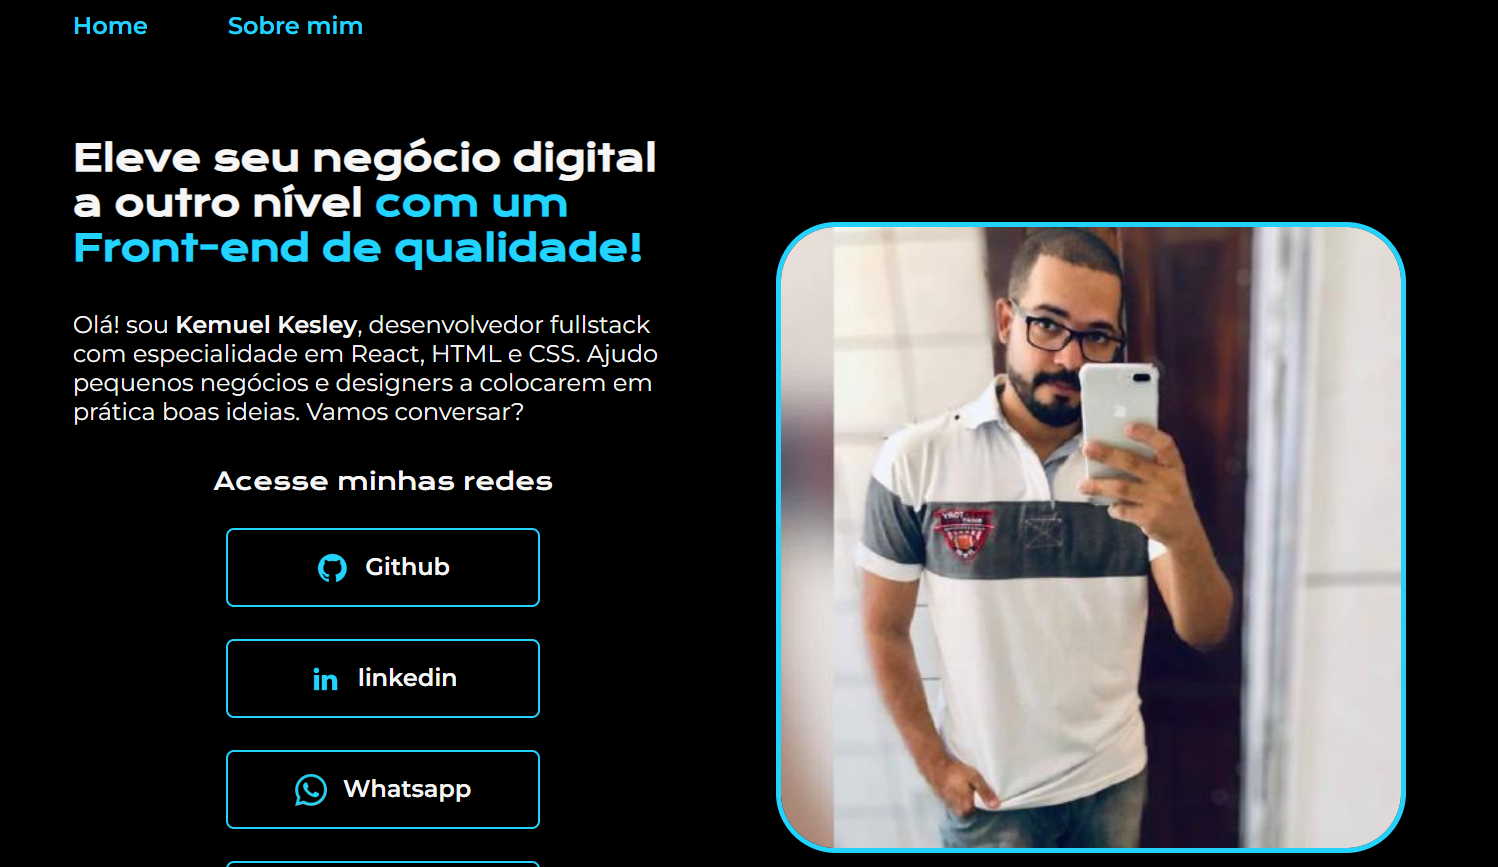 Home
Sobre mim
Eleve seu negócio digital
a outro nível com um
Front-end de qualidade!
Olá! sou Kemuel Kesley, desenvolvedor fullstack
com especialidade em React, HTML e CSS. Ajudo
pequenos negócios e designers a colocarem em
prática boas ideias. Vamos conversar?
Acesse minhas redes
Github
linkedin
Whatsapp